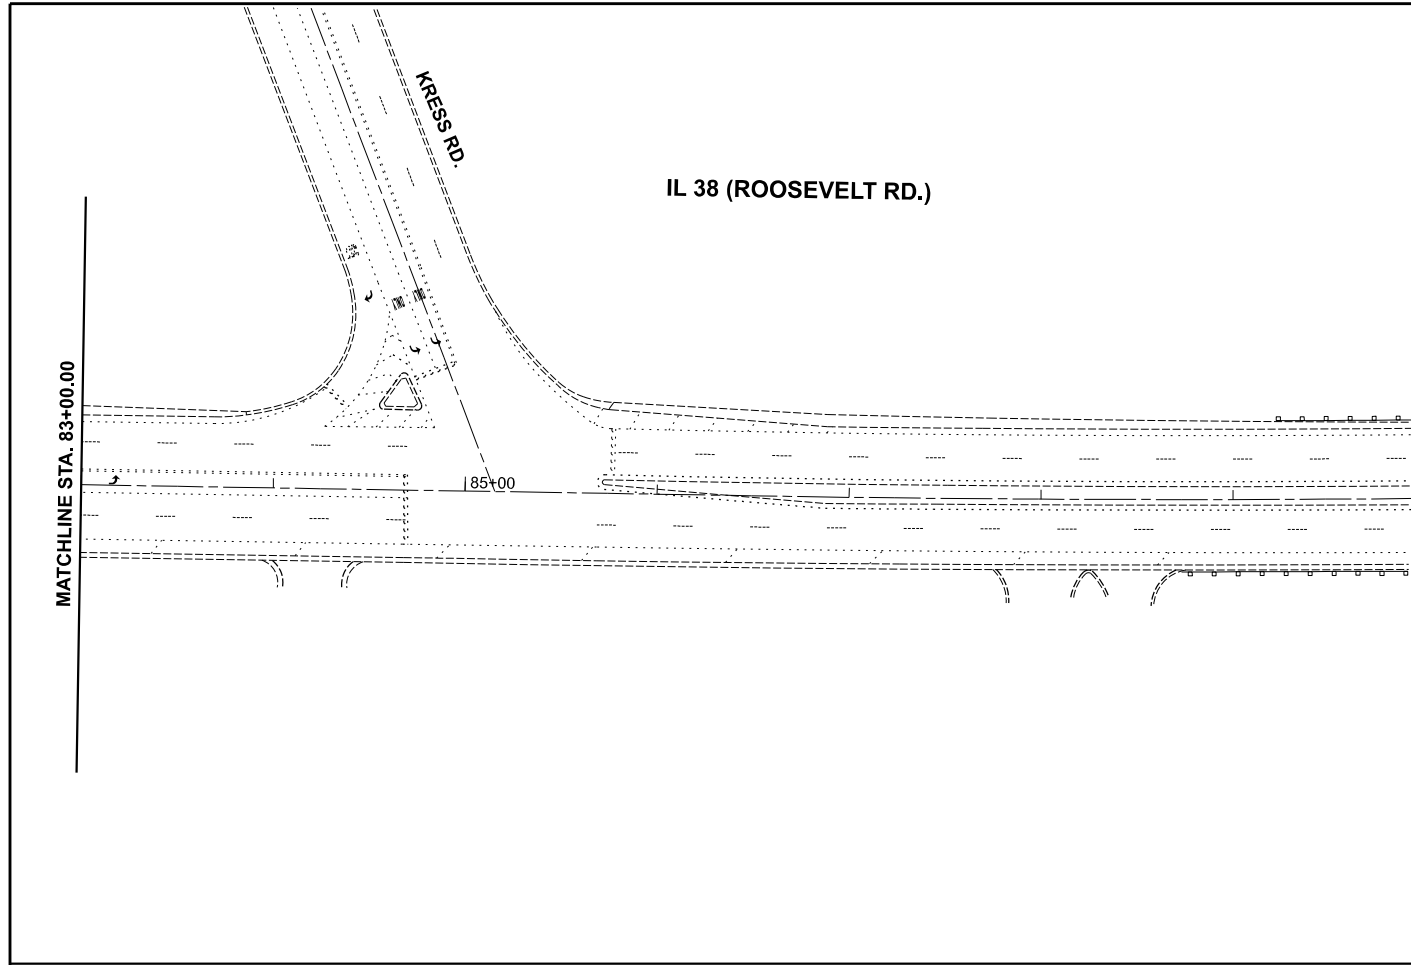 KRESS RD.
IL 38 (ROOSEVELT RD.)
MATCHLINE STA. 83+00.00
85+00